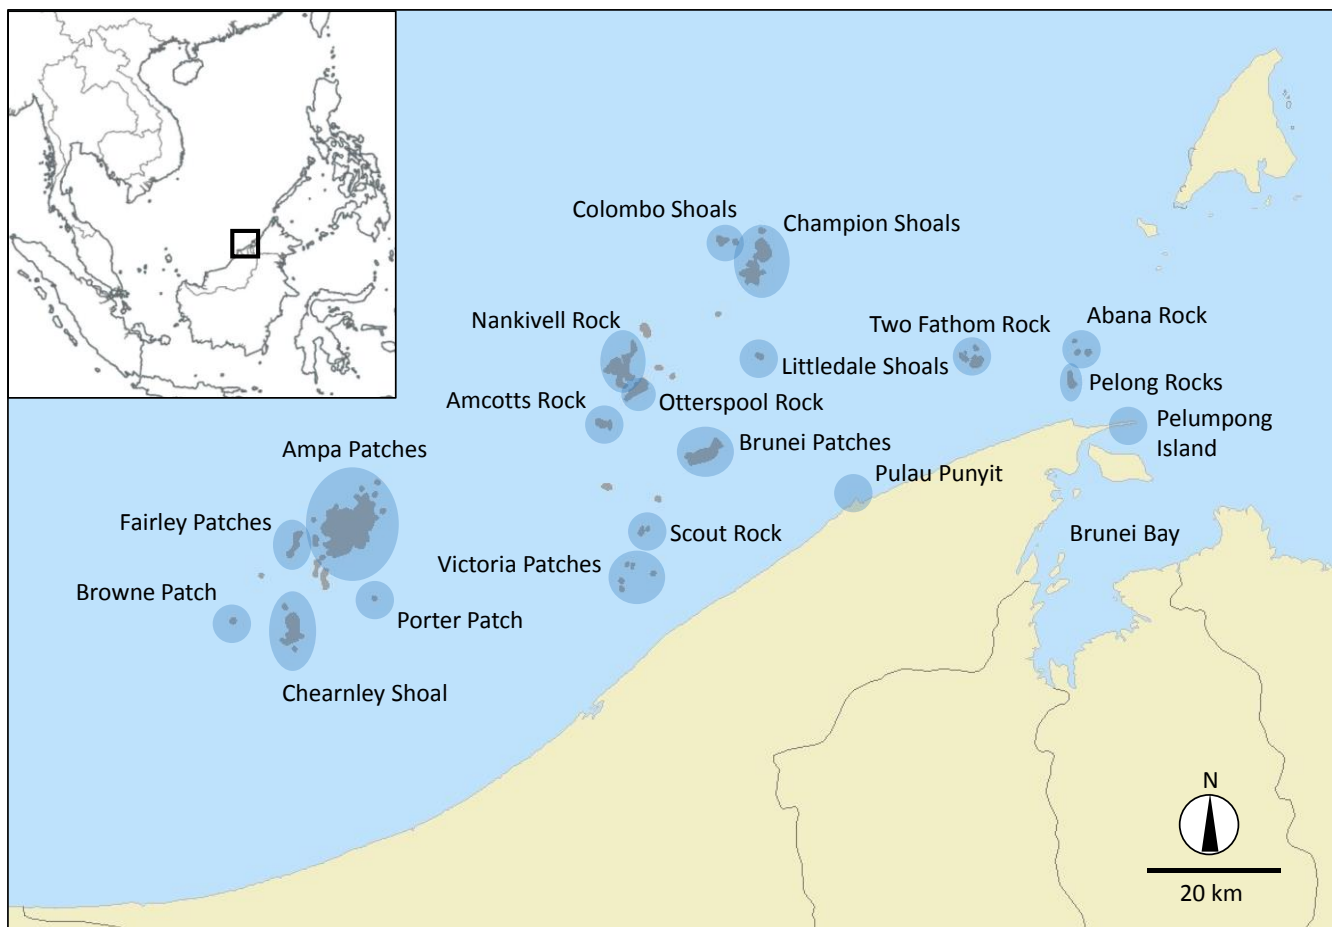 Colombo Shoals
Champion Shoals
Nankivell Rock
Two Fathom Rock
Abana Rock
Littledale Shoals
Pelong Rocks
Amcotts Rock
Otterspool Rock
Pelumpong
Island
Brunei Patches
Ampa Patches
Pulau Punyit
Fairley Patches
Scout Rock
Brunei Bay
Victoria Patches
Browne Patch
Porter Patch
Chearnley Shoal
N
20 km